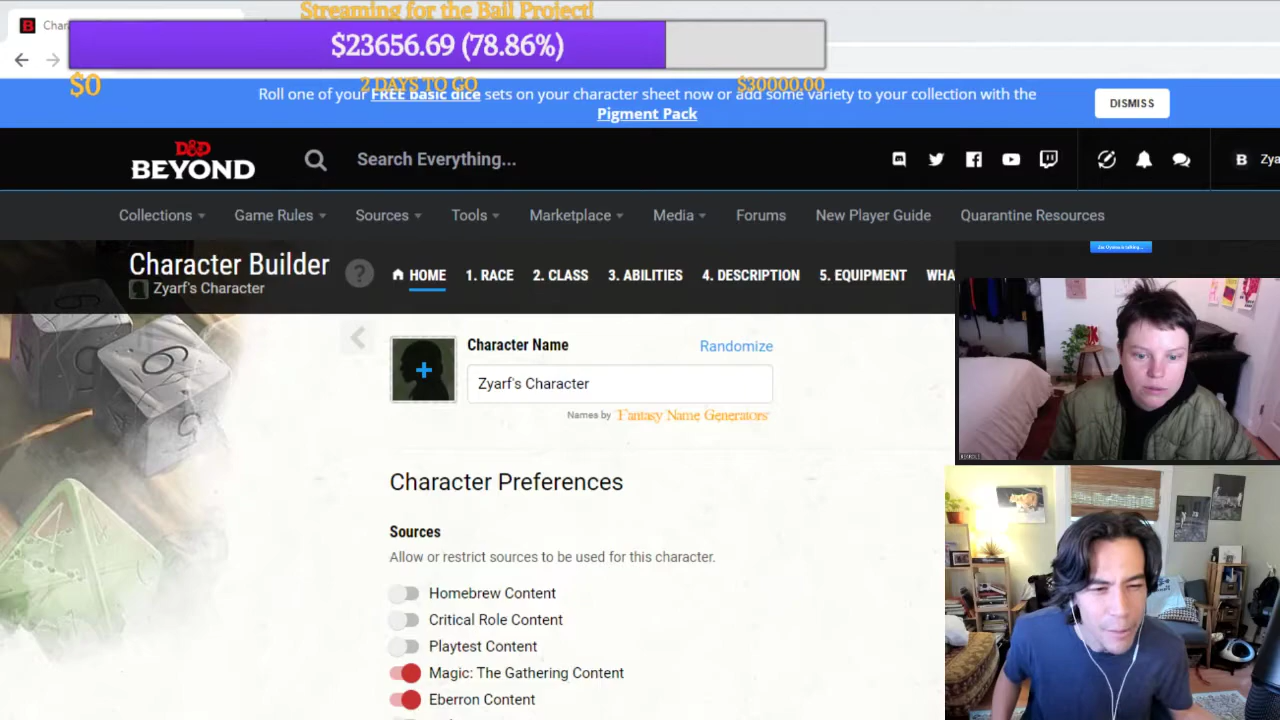 Streaming for the Bail Project!
Char
$23656.69 (78.86%)
$0
2 DAYS TO GO
$30000.00
Roll one of your FREE basic dice sets on your character sheet now or add some variety to your collection with the
Pigment Pack
DISMISS
D&D
BEYOND
Search Everything...
B
Zya
Collections
Game Rules
Sources
Tools
Marketplace
Media
Forums
New Player Guide
Quarantine Resources
Character Builder
Zyarf's Character
?
HOME
1. RACE
2. CLASS
3. ABILITIES
4. DESCRIPTION
5. EQUIPMENT
WHA
Character Name
Randomize
Zyarf's Character
Names by Fantasy Name Generators
Character Preferences
Sources
Allow or restrict sources to be used for this character.
Homebrew Content
Critical Role Content
Playtest Content
Magic: The Gathering Content
Eberron Content